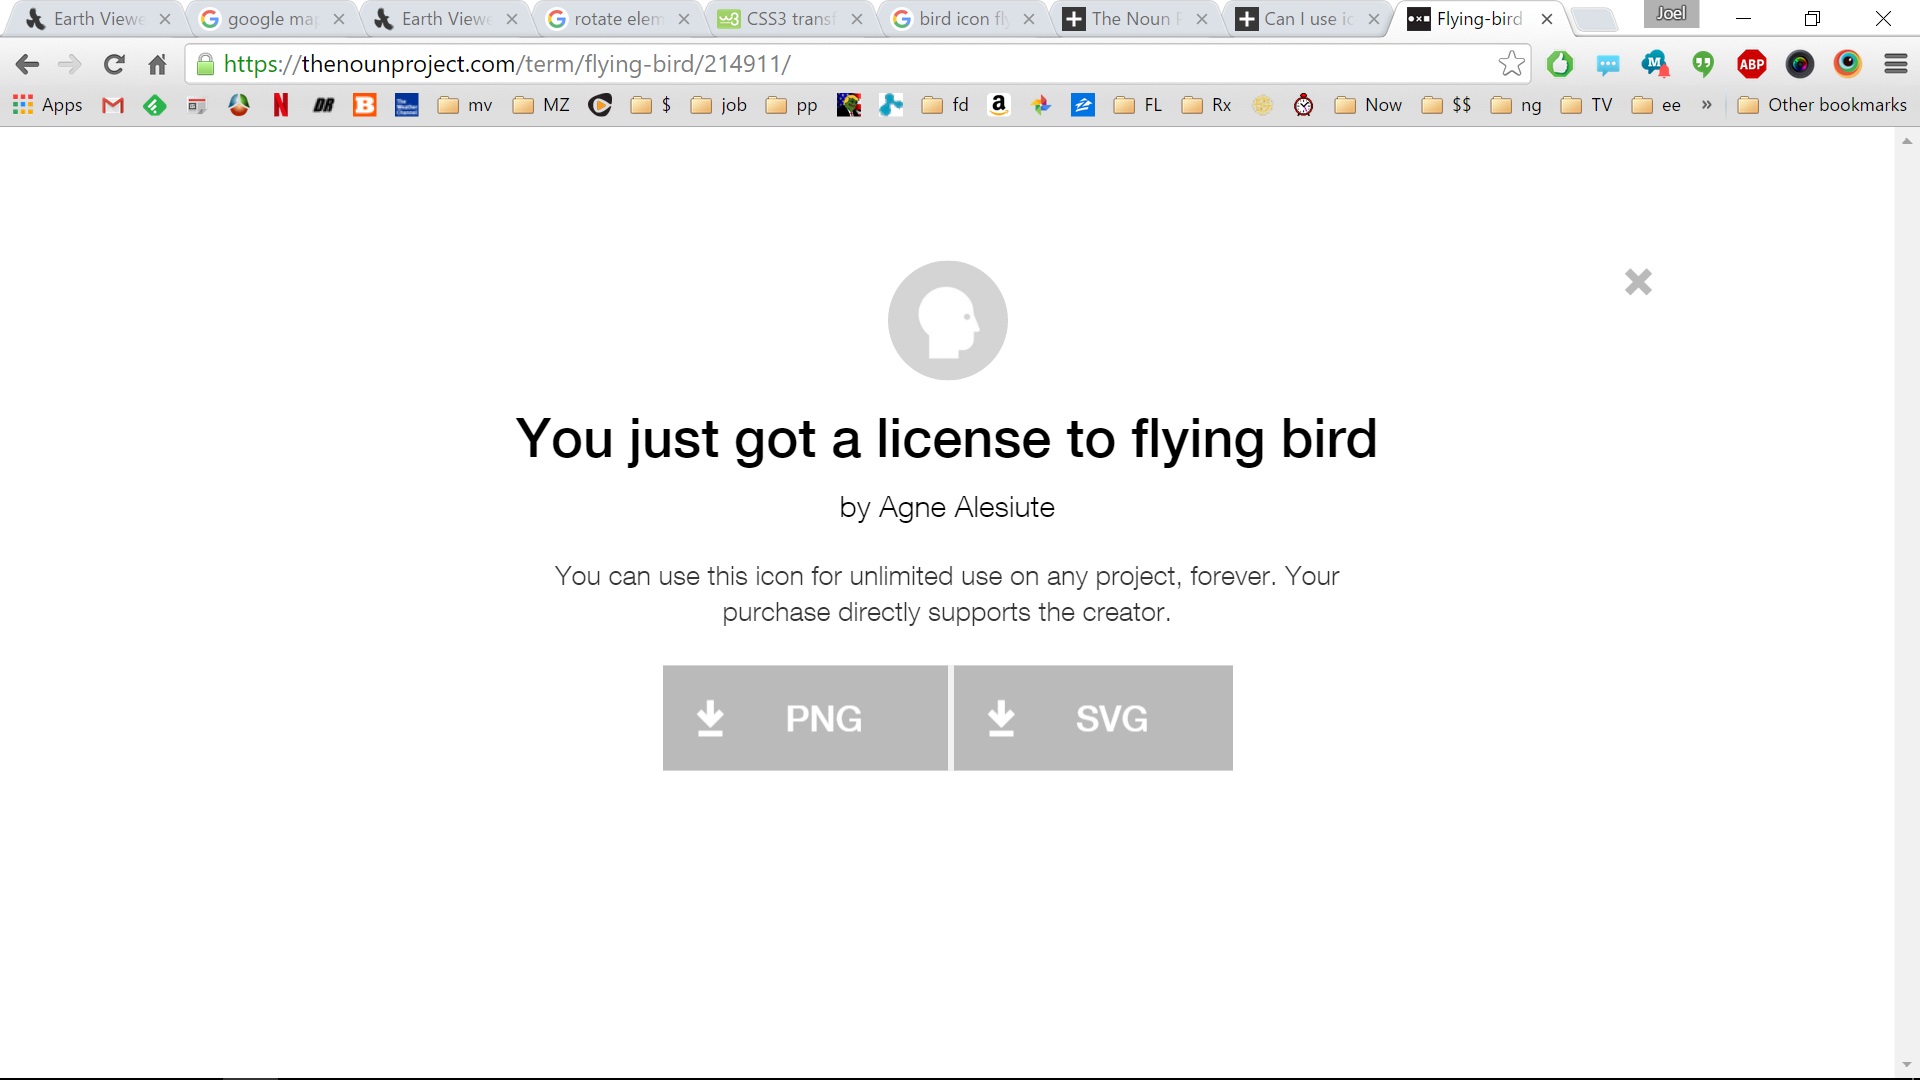 Earth Viewe
google map
Earth Viewe
rotate elem
CSS3 transf
bird icon fly
The Noun P
Can I use ic
Flying-bird
Joel
https://thenounproject.com/term/flying-bird/214911/
ABP
Apps
mv
MZ
$
job
pp
fd
FL
Rx
Now
$$
ng
TV
ee
»
Other bookmarks
You just got a license to flying bird
by Agne Alesiute
You can use this icon for unlimited use on any project, forever. Your
purchase directly supports the creator.
PNG
SVG